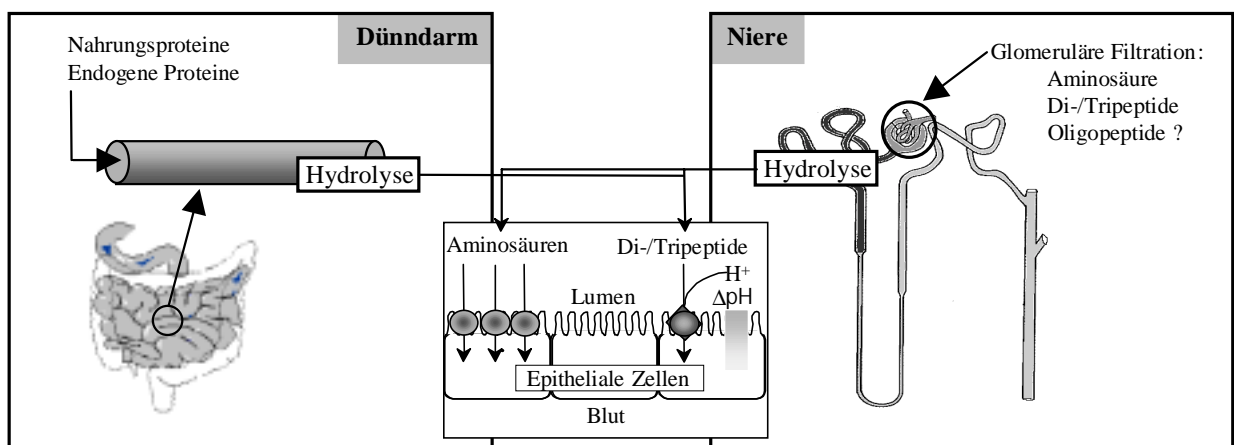 Dünndarm
Niere
Nahrungsproteine
Endogene Proteine
Hydrolyse
Glomeruläre Filtration:
Aminosäure
Di-/Tripeptide
Oligopeptide ?
Hydrolyse
Aminosäuren
Di-/Tripeptide
H⁺
Lumen
ΔpH
Epitheliale Zellen
Blut